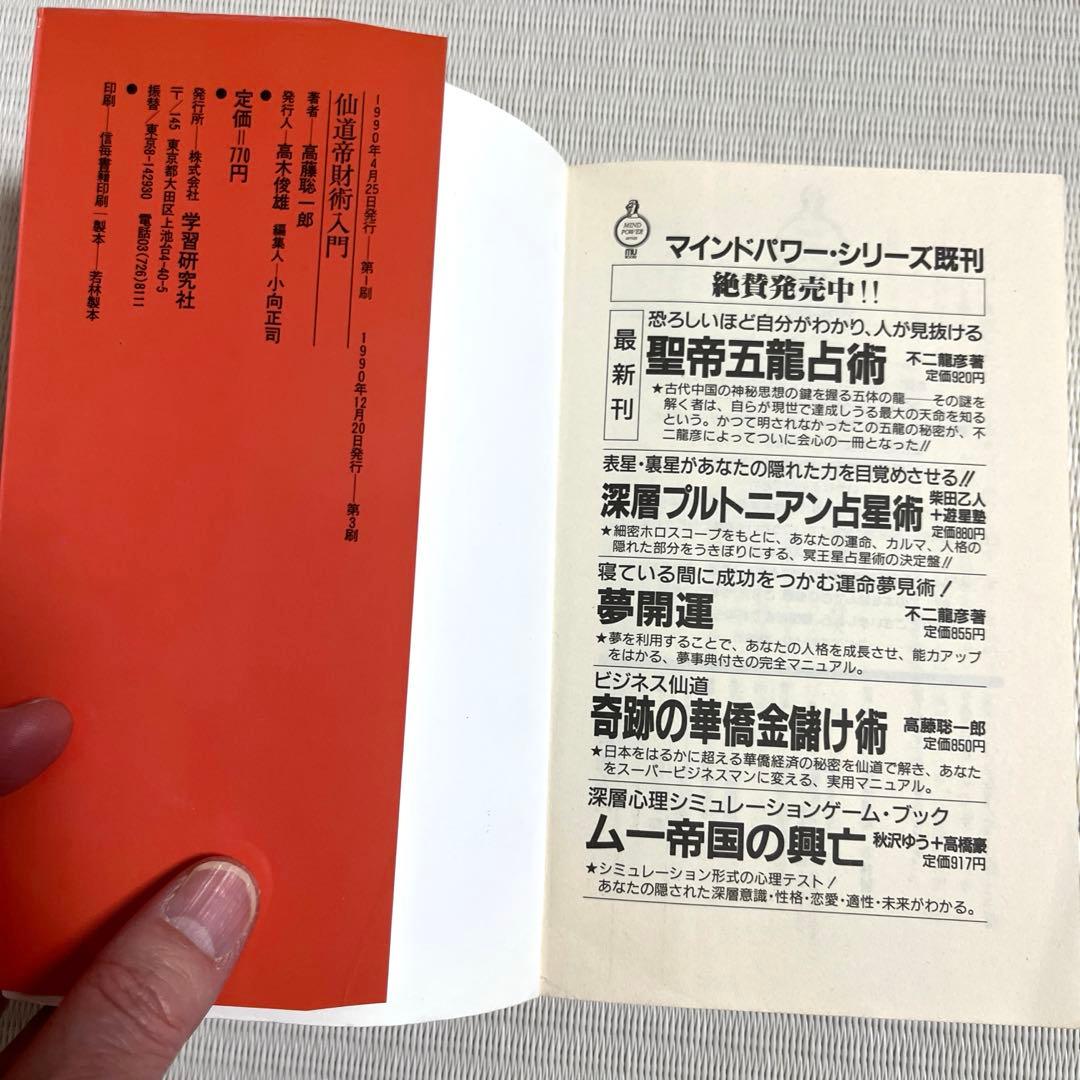 1990年4月25日発行——第1刷　1990年12月20日発行——第3刷
仙道帝財術入門
著者——高藤聡一郎
発行人——高木俊雄　編集人——小向正司
●
定価=770円
●
発行所——株式会社 学習研究社
〒/145 東京都大田区上池台4-40-5
振替/東京8-142930 電話03(726)8111
●
印刷——信毎書籍印刷　製本——若林製本
MIND
POWER
MU
BOOKS
マインドパワー・シリーズ既刊
絶賛発売中!!
最新刊
恐ろしいほど自分がわかり、人が見抜ける
聖帝五龍占術
不二龍彦著
定価920円
★古代中国の神秘思想の鍵を握る五体の龍——その謎を
解く者は、自らが現世で達成しうる最大の天命を知る
という。かつて明されなかったこの五龍の秘密が、不
二龍彦によってついに会心の一冊となった!!
表星・裏星があなたの隠れた力を目覚めさせる!!
深層プルトニアン占星術
柴田乙人
+遊星塾
定価880円
★細密ホロスコープをもとに、あなたの運命、カルマ、人格の
隠れた部分をうきぼりにする、冥王星占星術の決定盤!!
寝ている間に成功をつかむ運命夢見術!
夢開運
不二龍彦著
定価855円
★夢を利用することで、あなたの人格を成長させ、能力アップ
をはかる、夢事典付きの完全マニュアル。
ビジネス仙道
奇跡の華僑金儲け術
高藤聡一郎
定価850円
★日本をはるかに超える華僑経済の秘密を仙道で解き、あなた
をスーパービジネスマンに変える、実用マニュアル。
深層心理シミュレーションゲーム・ブック
ムー帝国の興亡
秋沢ゆう+高橋豪
定価917円
★シミュレーション形式の心理テスト!
あなたの隠された深層意識・性格・恋愛・適性・未来がわかる。